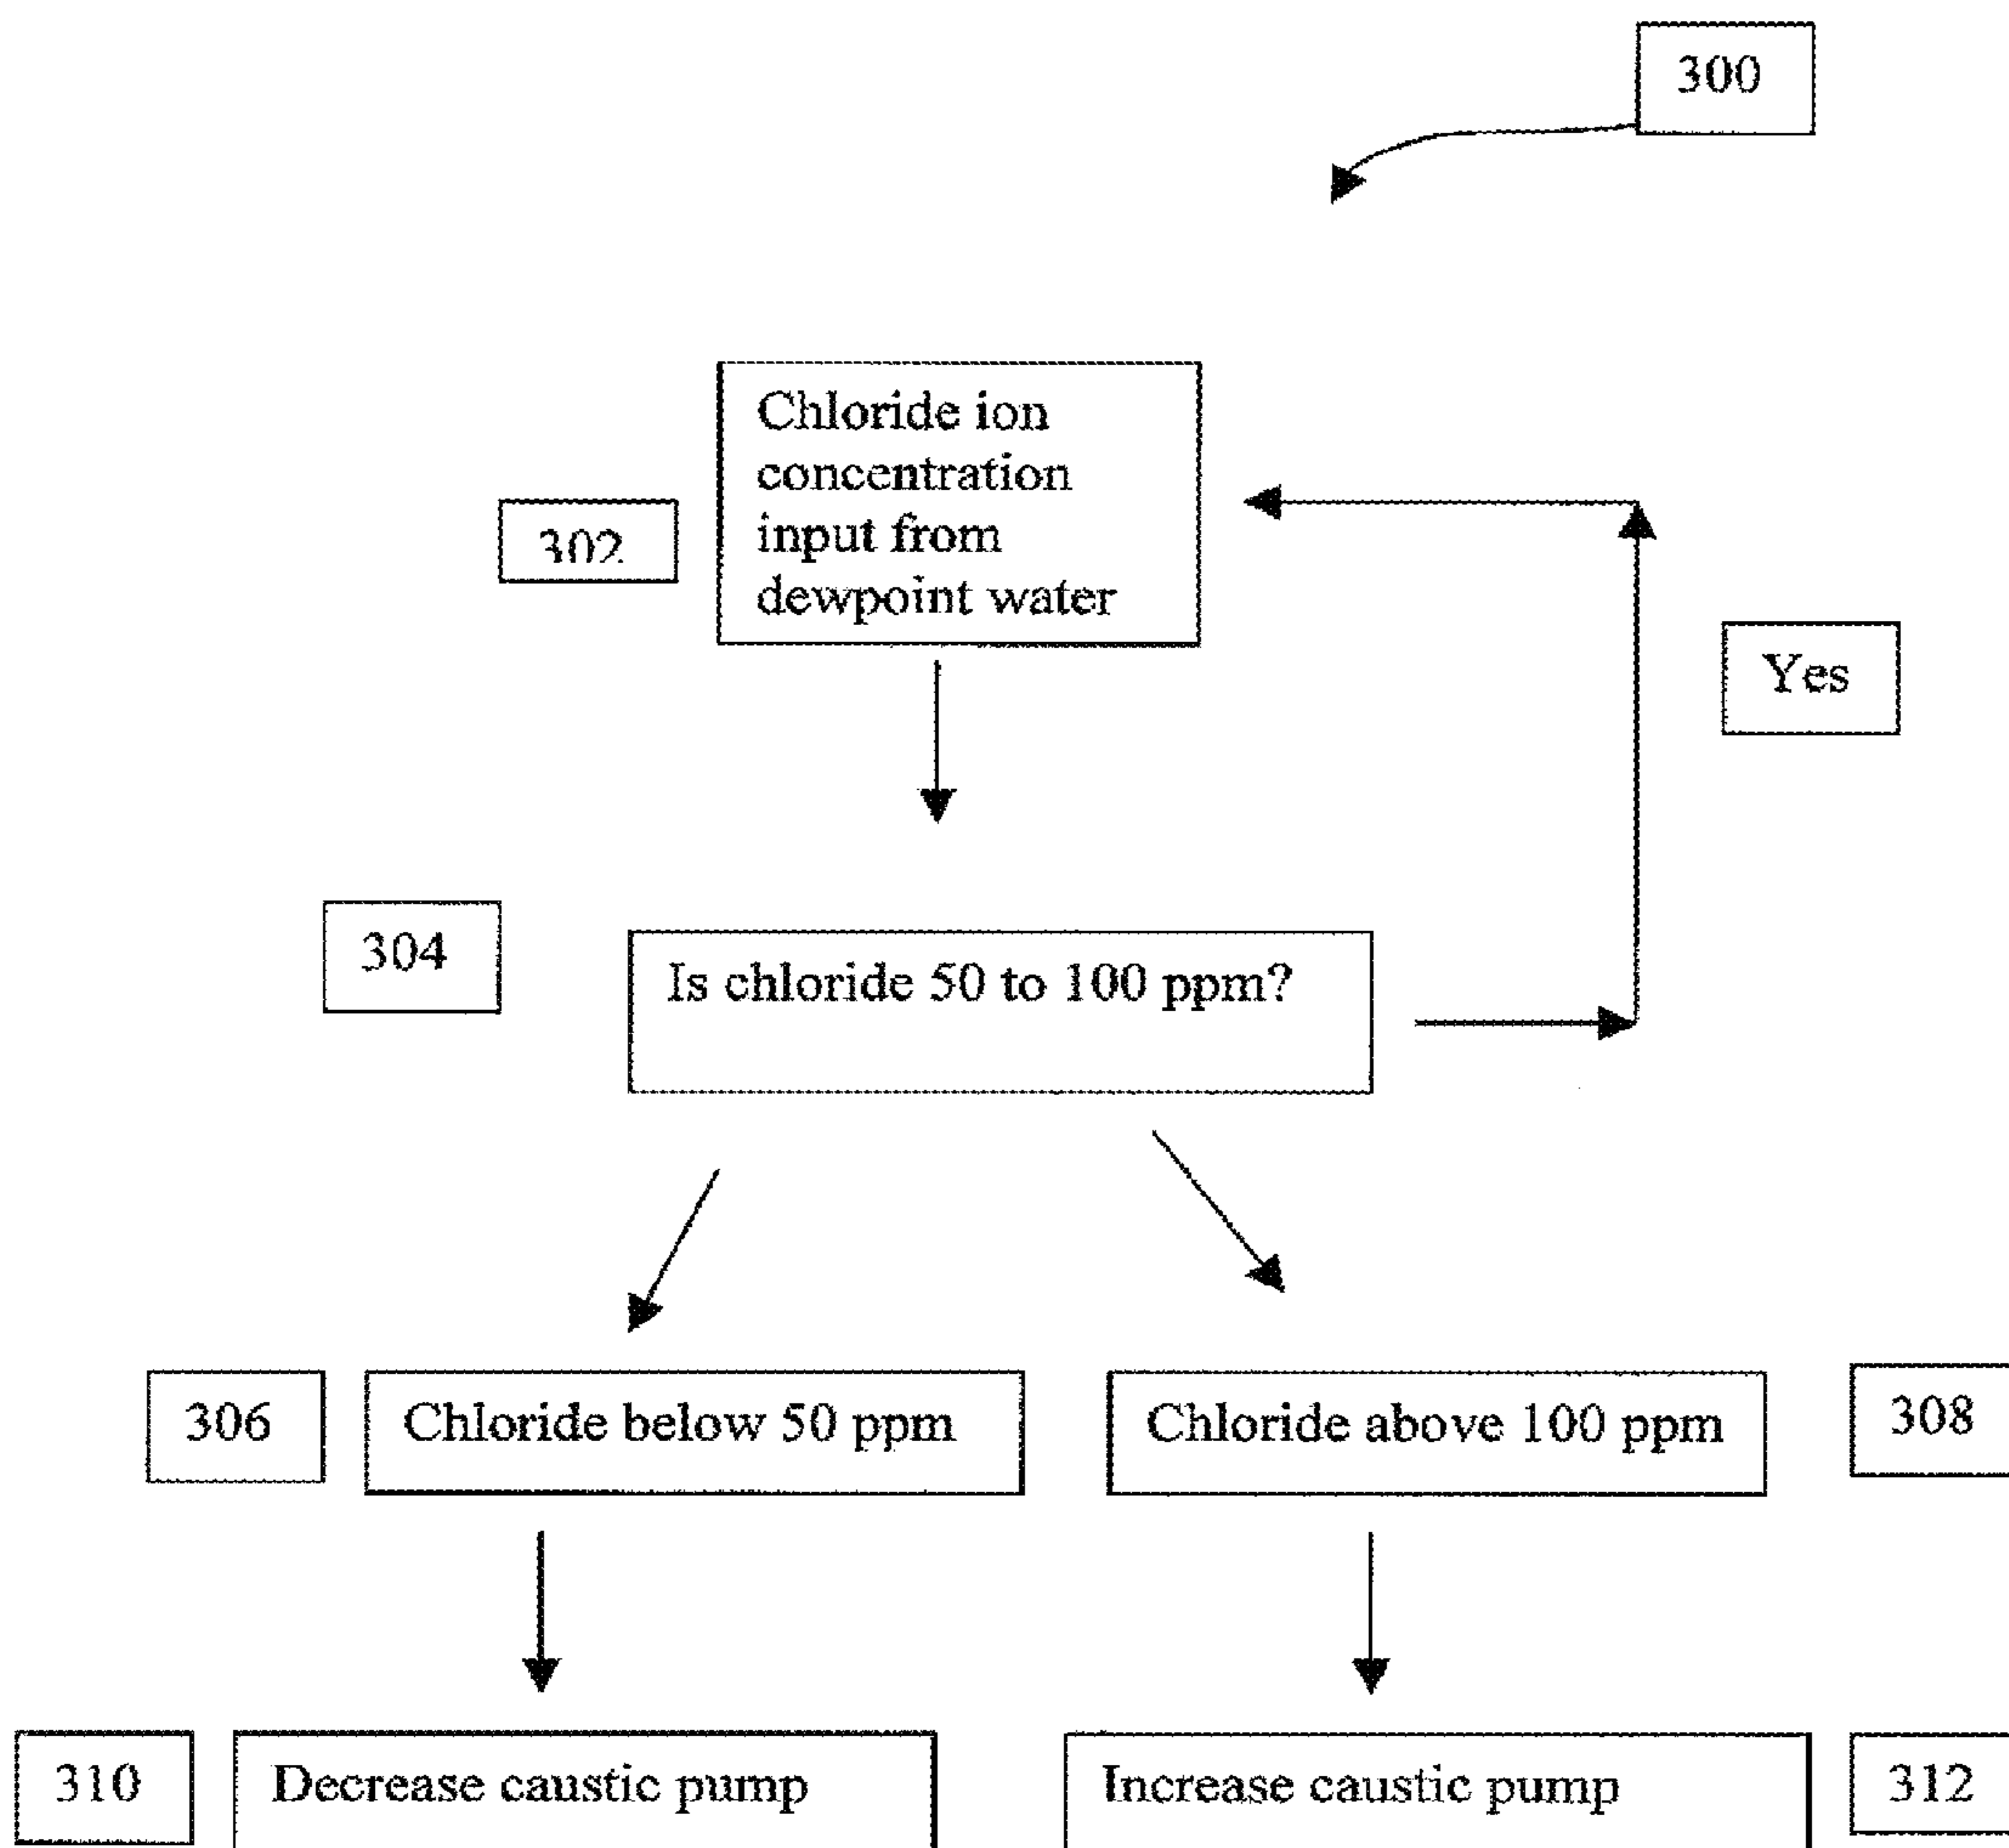 300
Chloride ion
concentration
input from
dewpoint water
302
Yes
304
Is chloride 50 to 100 ppm?
306
Chloride below 50 ppm
Chloride above 100 ppm
308
310
Decrease caustic pump
Increase caustic pump
312